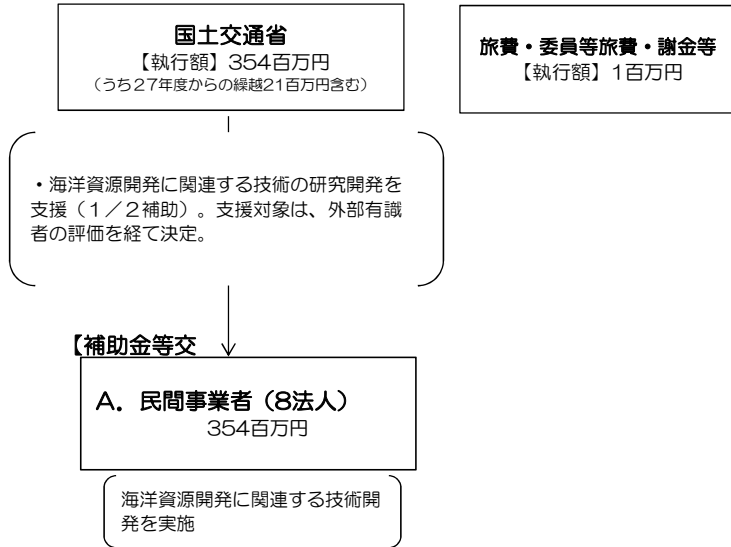 国土交通省
【執行額】354百万円
（うち27年度からの繰越21百万円含む）
旅費・委員等旅費・謝金等
【執行額】1百万円
・海洋資源開発に関連する技術の研究開発を
支援（１／２補助）。支援対象は、外部有識
者の評価を経て決定。
【補助金等交
A．民間事業者（8法人）
354百万円
海洋資源開発に関連する技術開
発を実施